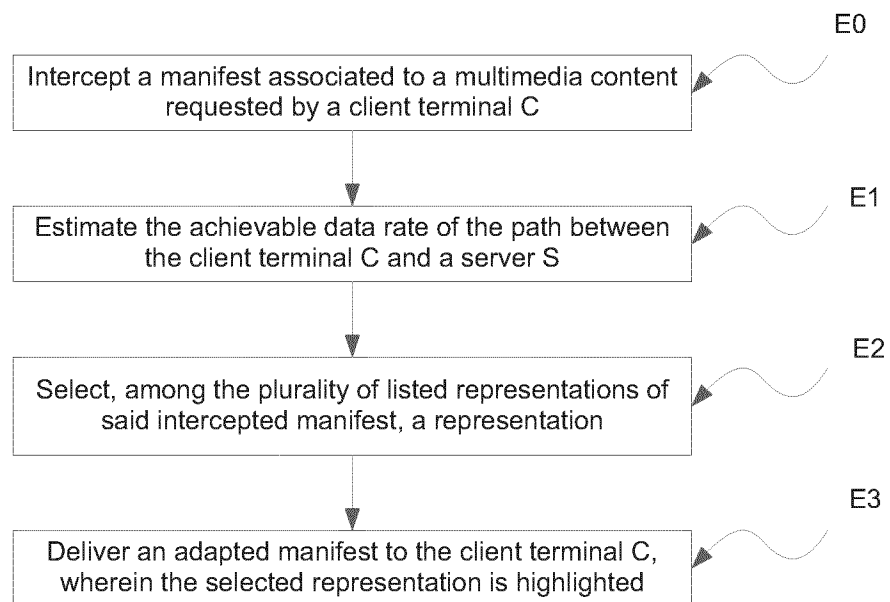 E0
Intercept a manifest associated to a multimedia content
requested by a client terminal C
E1
Estimate the achievable data rate of the path between
the client terminal C and a server S
E2
Select, among the plurality of listed representations of
said intercepted manifest, a representation
E3
Deliver an adapted manifest to the client terminal C,
wherein the selected representation is highlighted